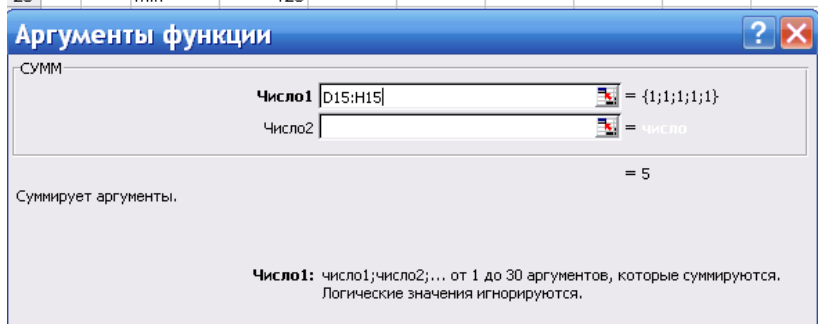 Аргументы функции
СУММ
Число1 D15:H15 = {1;1;1;1;1}
Число2 = число
= 5
Суммирует аргументы.
Число1: число1;число2;... от 1 до 30 аргументов, которые суммируются.
Логические значения игнорируются.